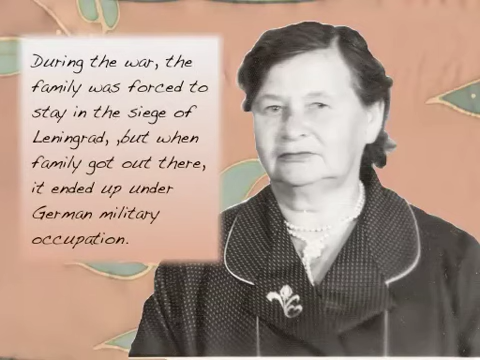 During the war, the
family was forced to
stay in the siege of
Leningrad, ,but when
family got out there,
it ended up under
German military
occupation.